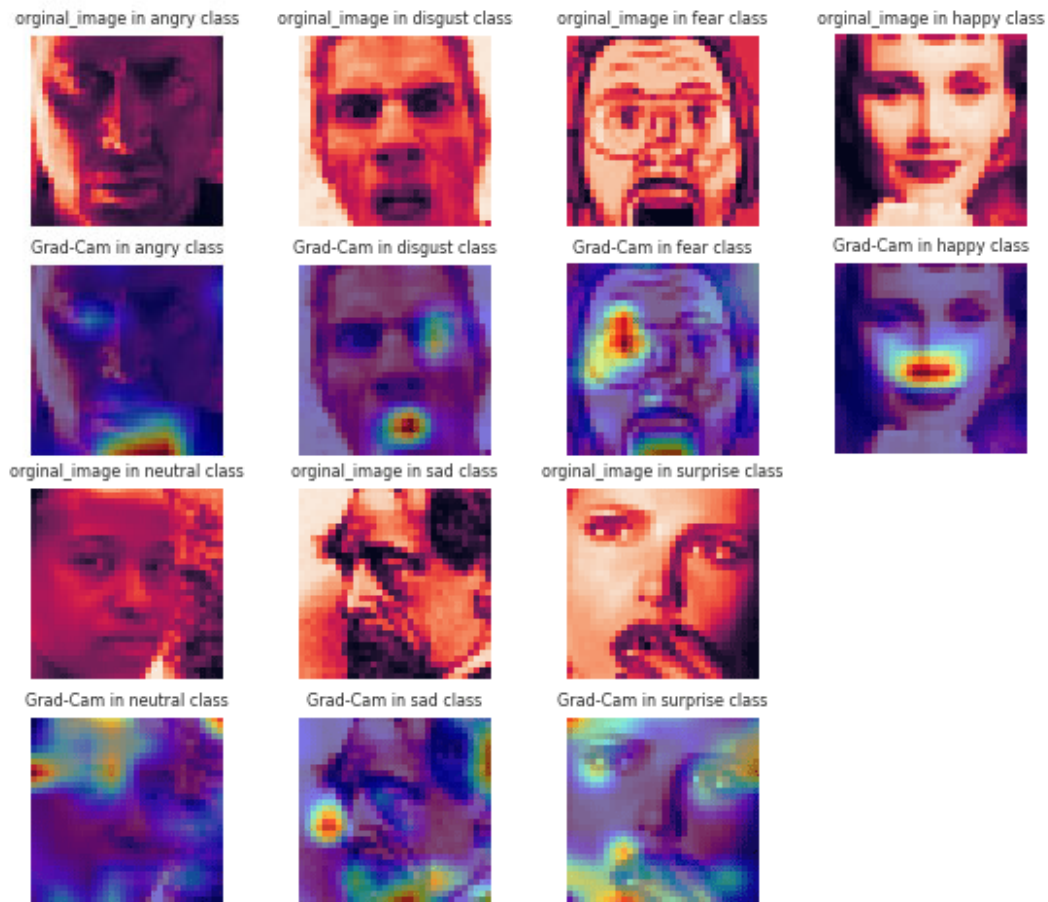 orginal_image in angry class
orginal_image in disgust class
orginal_image in fear class
orginal_image in happy class
Grad-Cam in angry class
Grad-Cam in disgust class
Grad-Cam in fear class
Grad-Cam in happy class
orginal_image in neutral class
orginal_image in sad class
orginal_image in surprise class
Grad-Cam in neutral class
Grad-Cam in sad class
Grad-Cam in surprise class